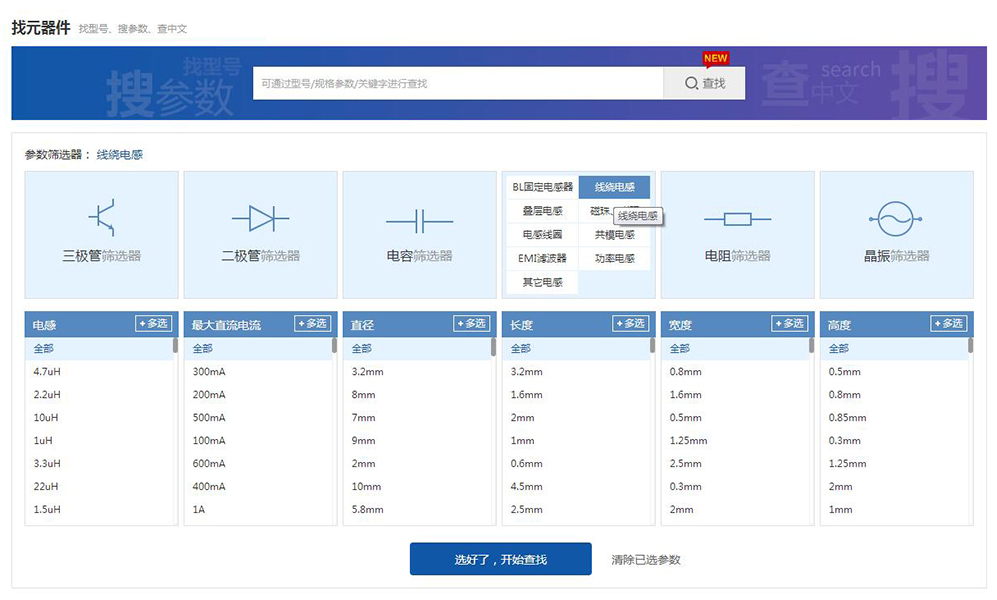 找元器件 找型号、搜参数、查中文
搜参数 找型号
可通过型号/规格参数/关键字进行查找
NEW
查找
查中文 search 搜
参数筛选器： 线绕电感
三极管筛选器
二极管筛选器
电容筛选器
BL固定电感器 线绕电感
叠层电感 磁珠、
线绕电感
电感线圈 共模电感
EMI滤波器 功率电感
其它电感
电阻筛选器
晶振筛选器
电感 +多选
全部
4.7uH
2.2uH
10uH
1uH
3.3uH
22uH
1.5uH
最大直流电流 +多选
全部
300mA
200mA
500mA
100mA
600mA
400mA
1A
直径 +多选
全部
3.2mm
8mm
7mm
9mm
2mm
10mm
5.8mm
长度 +多选
全部
3.2mm
1.6mm
2mm
1mm
0.6mm
4.5mm
2.5mm
宽度 +多选
全部
0.8mm
1.6mm
0.5mm
1.25mm
2.5mm
0.3mm
2mm
高度 +多选
全部
0.5mm
0.8mm
0.85mm
0.3mm
1.25mm
2mm
1mm
选好了，开始查找 清除已选参数